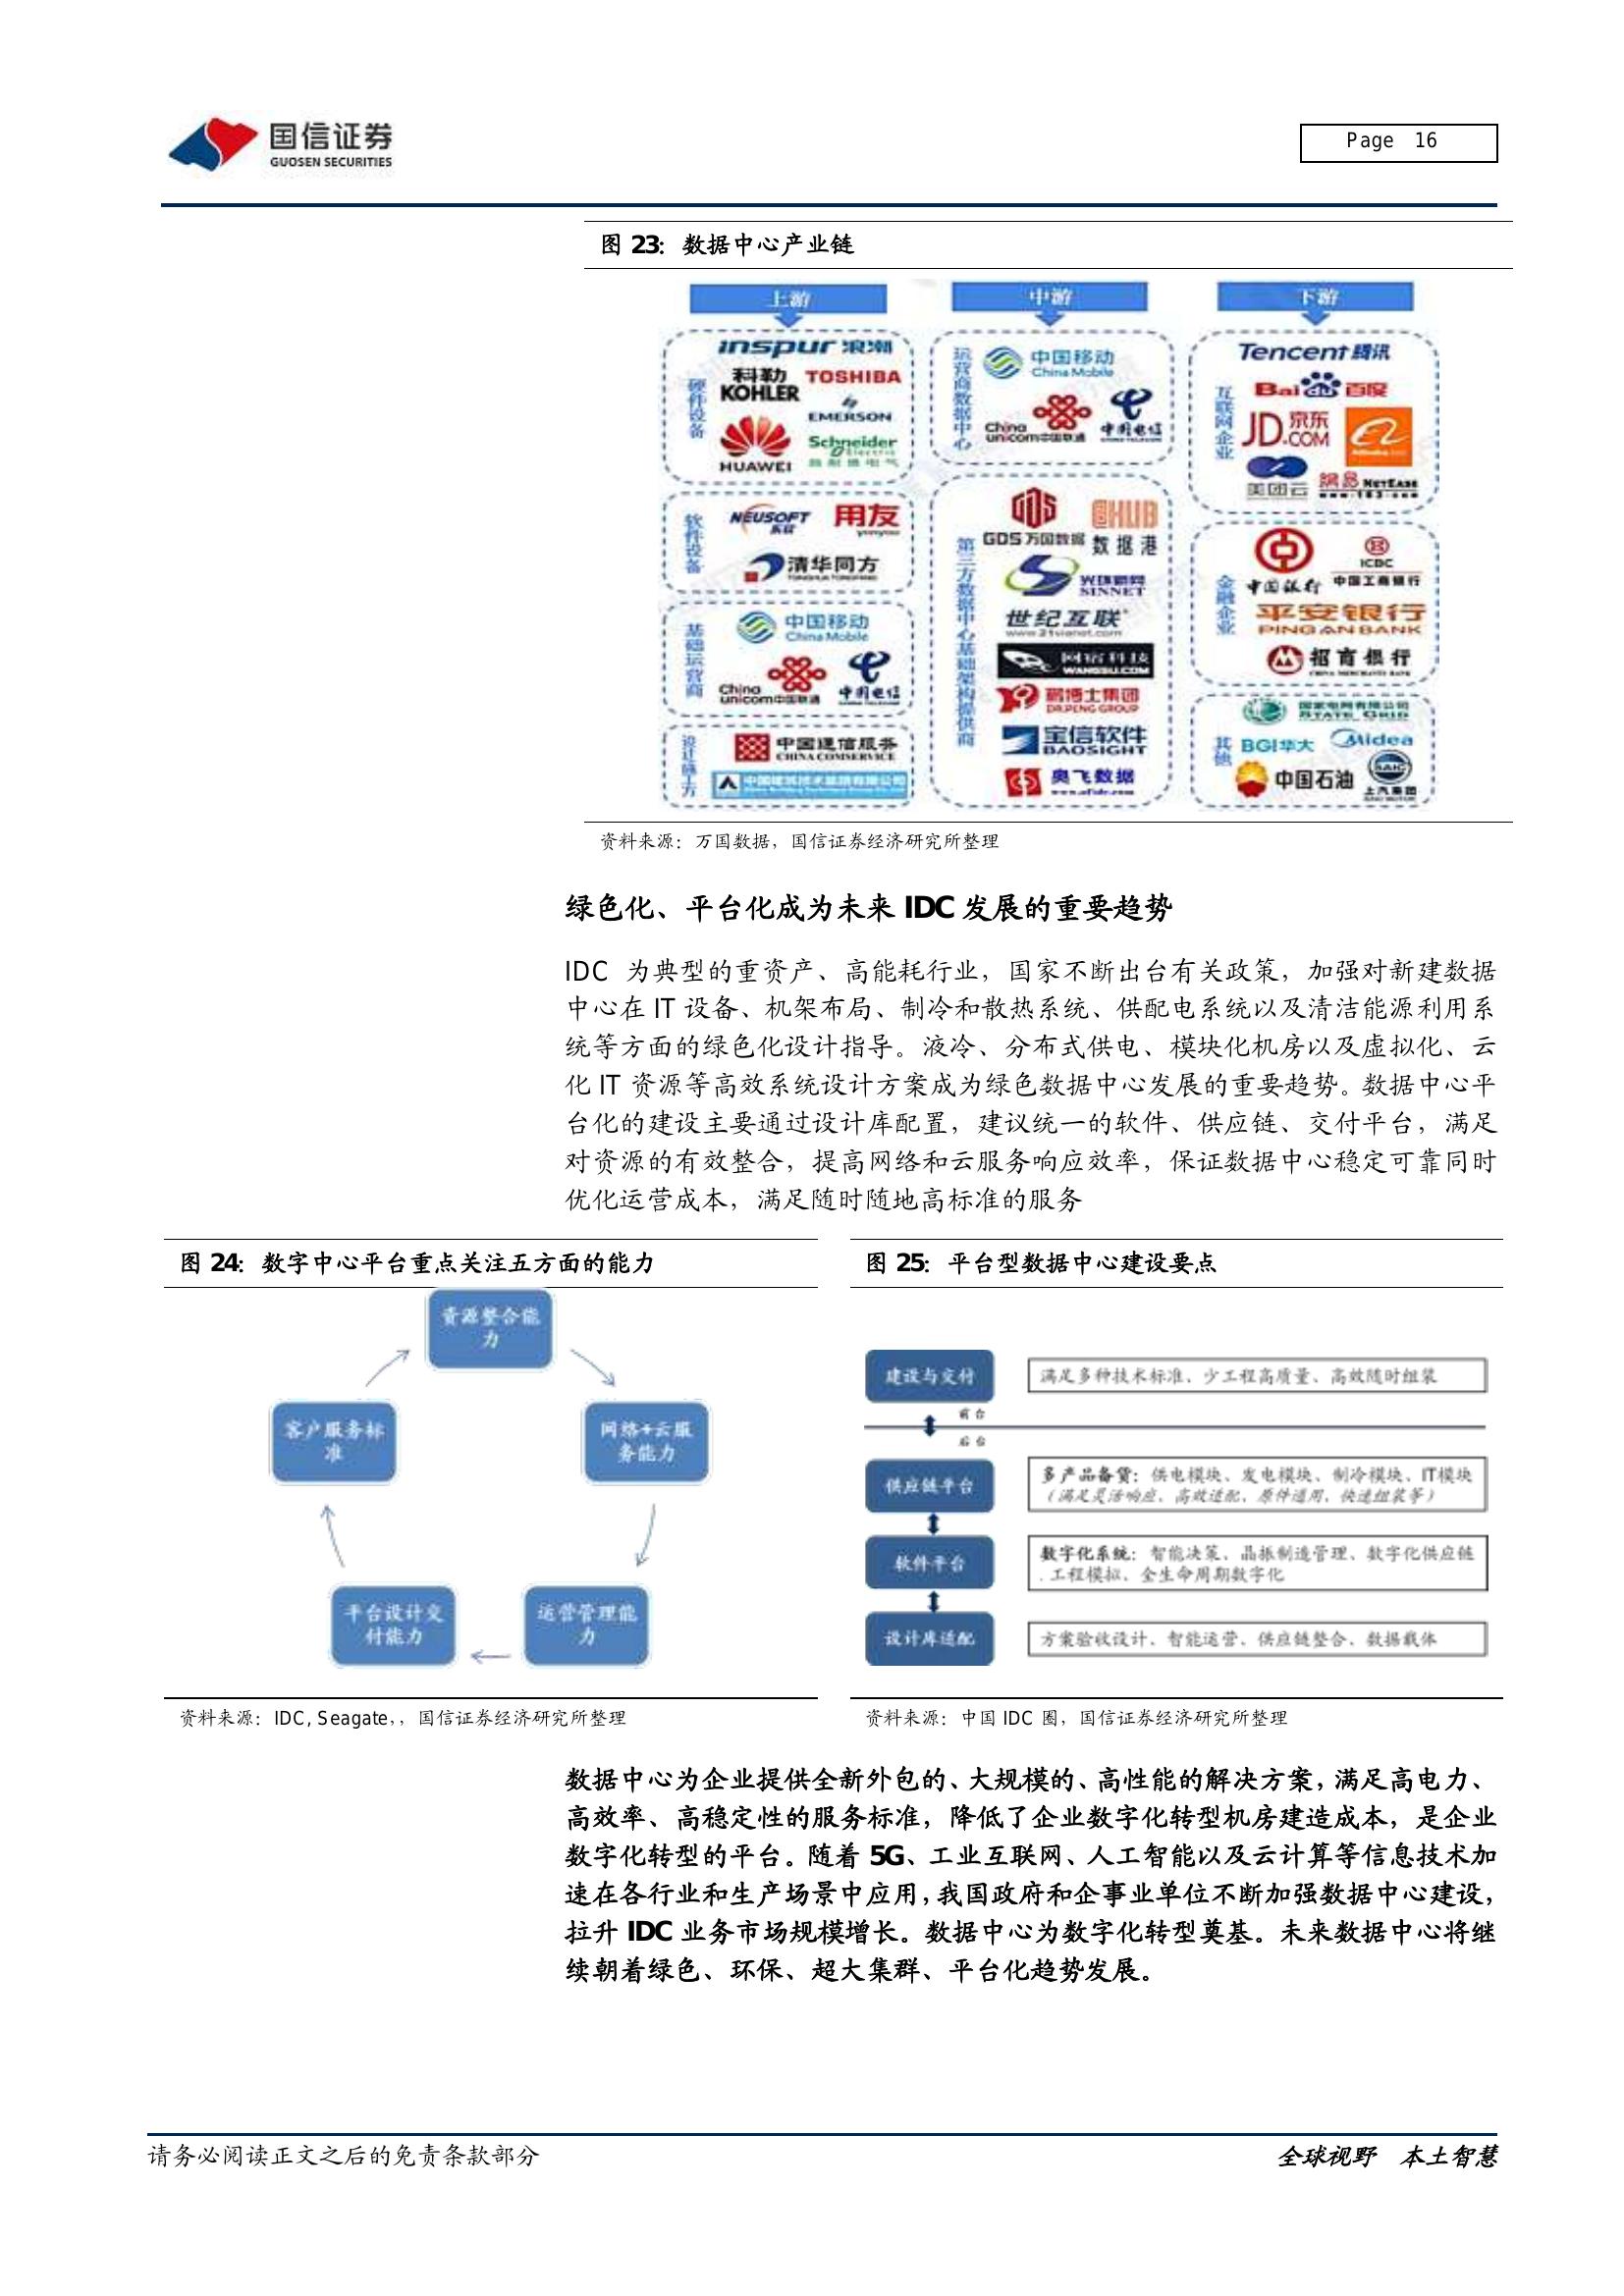 国信证券
GUOSEN SECURITIES
Page 16
图 23：数据中心产业链
上游
inspur 浪潮
硬件设备
科勒
KOHLER
TOSHIBA
EMERSON
HUAWEI
Schneider
Electric
软件设备
NEUSOFT
用友
yonyou
清华同方
基础运营商
中国移动
China Mobile
China
unicom中国联通
中国电信
中国通信服务
CHINA COMSERVICE
中游
运营商数据中心
中国移动
China Mobile
China
unicom中国联通
中国电信
第三方数据中心基础架构提供商
GDS
GDS 万国数据
@HUB
数据港
光环新网
SINNET
世纪互联
www.21vianet.com
网宿科技
WANGSU.COM
鹏博士集团
DR.PENG GROUP
宝信软件
BAOSIGHT
奥飞数据
下游
互联网企业
Tencent 腾讯
Bai du 百度
JD.COM 京东
美团云
網易 NETEASE
金融企业
中国银行
ICBC
中国工商银行
平安银行
PING AN BANK
招商银行
CHINA MERCHANTS BANK
其他
国家电网有限公司
STATE GRID
BGI华大
Midea
中国石油
SAIC
上汽集团
资料来源：万国数据，国信证券经济研究所整理
绿色化、平台化成为未来 IDC 发展的重要趋势
IDC 为典型的重资产、高能耗行业，国家不断出台有关政策，加强对新建数据
中心在 IT 设备、机架布局、制冷和散热系统、供配电系统以及清洁能源利用系
统等方面的绿色化设计指导。液冷、分布式供电、模块化机房以及虚拟化、云
化 IT 资源等高效系统设计方案成为绿色数据中心发展的重要趋势。数据中心平
台化的建设主要通过设计库配置，建议统一的软件、供应链、交付平台，满足
对资源的有效整合，提高网络和云服务响应效率，保证数据中心稳定可靠同时
优化运营成本，满足随时随地高标准的服务
图 24：数字中心平台重点关注五方面的能力
资源整合能
力
网络+云服
务能力
运营管理能
力
平台设计交
付能力
客户服务标
准
资料来源：IDC, Seagate，，国信证券经济研究所整理
图 25：平台型数据中心建设要点
建设与交付
满足多种技术标准、少工程高质量、高效随时组装
前台
后台
供应链平台
多产品备货：供电模块、发电模块、制冷模块、IT模块
（满足灵活响应、高效适配、原件通用、快速组装等）
软件平台
数字化系统：智能决策、晶振制造管理、数字化供应链
.工程模拟、全生命周期数字化
设计库适配
方案验收设计、智能运营、供应链整合、数据载体
资料来源：中国 IDC 圈，国信证券经济研究所整理
数据中心为企业提供全新外包的、大规模的、高性能的解决方案，满足高电力、
高效率、高稳定性的服务标准，降低了企业数字化转型机房建造成本，是企业
数字化转型的平台。随着 5G、工业互联网、人工智能以及云计算等信息技术加
速在各行业和生产场景中应用，我国政府和企事业单位不断加强数据中心建设，
拉升 IDC 业务市场规模增长。数据中心为数字化转型奠基。未来数据中心将继
续朝着绿色、环保、超大集群、平台化趋势发展。
请务必阅读正文之后的免责条款部分
全球视野 本土智慧